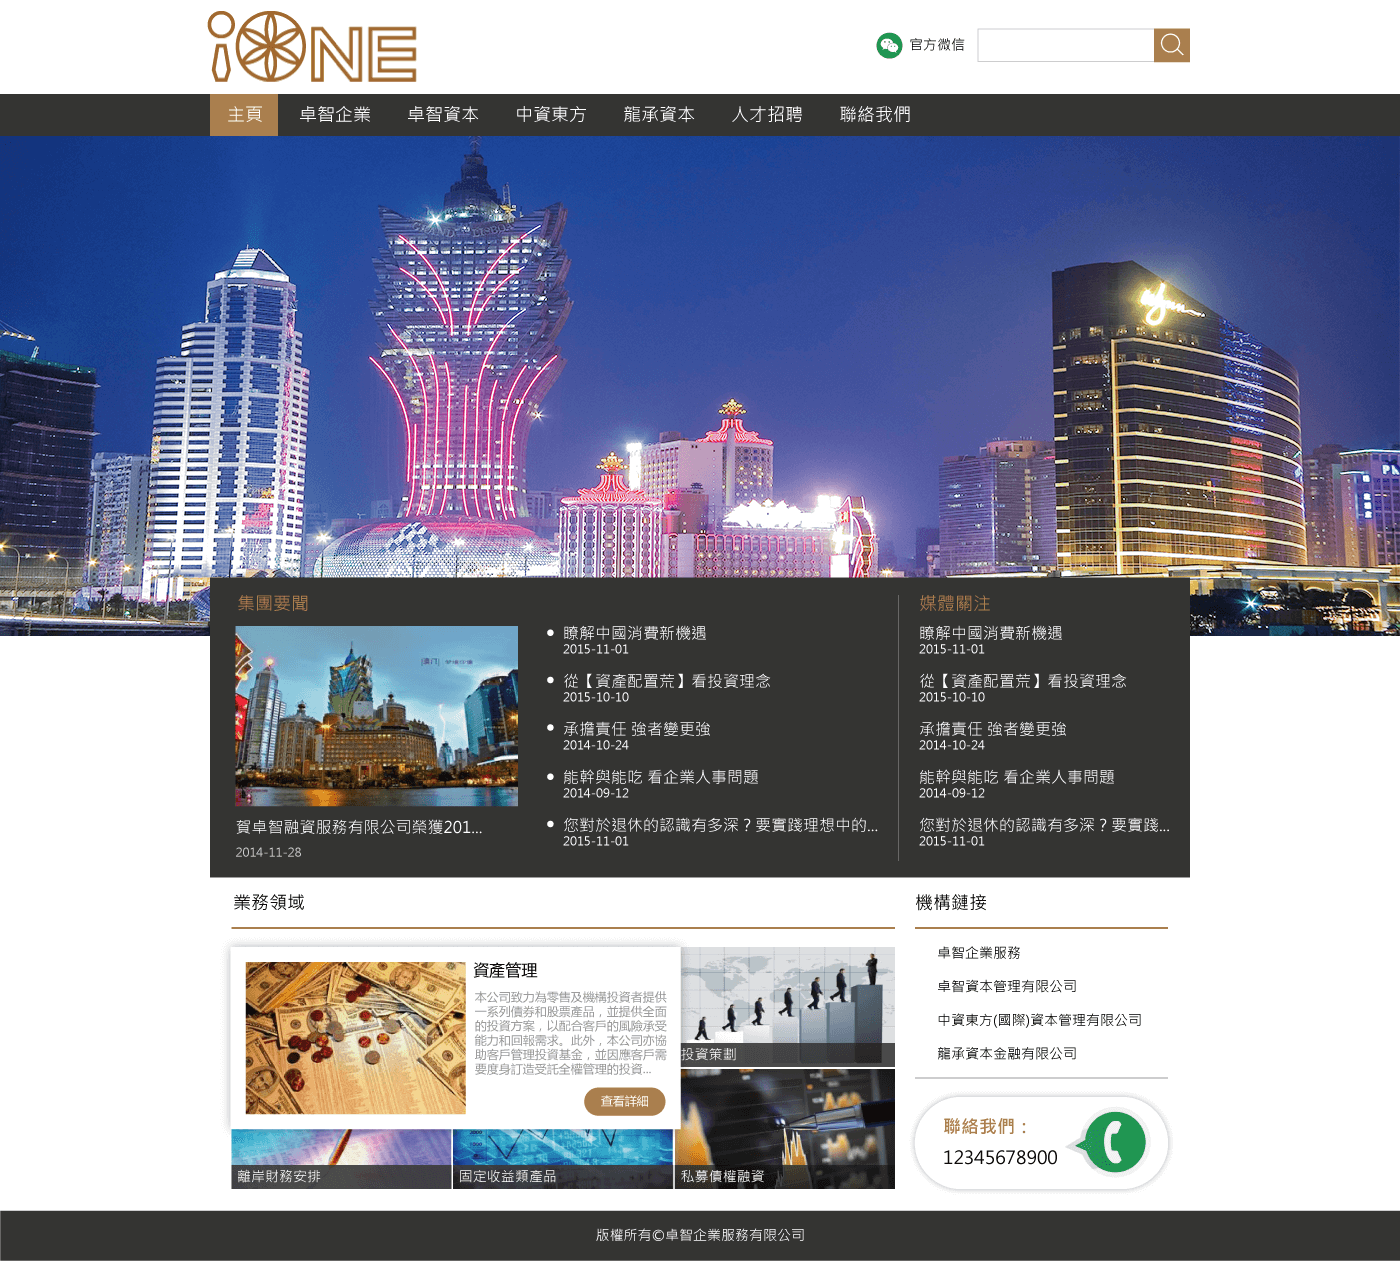 iONE
官方微信
主頁 卓智企業 卓智資本 中資東方 龍承資本 人才招聘 聯絡我們
集團要聞
賀卓智融資服務有限公司榮獲201...
2014-11-28
瞭解中國消費新機遇
2015-11-01
從【資產配置荒】看投資理念
2015-10-10
承擔責任 強者變更強
2014-10-24
能幹與能吃 看企業人事問題
2014-09-12
您對於退休的認識有多深？要實踐理想中的...
2015-11-01
媒體關注
瞭解中國消費新機遇
2015-11-01
從【資產配置荒】看投資理念
2015-10-10
承擔責任 強者變更強
2014-10-24
能幹與能吃 看企業人事問題
2014-09-12
您對於退休的認識有多深？要實踐...
2015-11-01
業務領域
資產管理
本公司致力為零售及機構投資者提供
一系列債券和股票產品，並提供全面
的投資方案，以配合客戶的風險承受
能力和回報需求。此外，本公司亦協
助客戶管理投資基金，並因應客戶需
要度身訂造受託全權管理的投資...
查看詳細
投資策劃
離岸財務安排
固定收益類產品
私募債權融資
機構鏈接
卓智企業服務
卓智資本管理有限公司
中資東方(國際)資本管理有限公司
龍承資本金融有限公司
聯絡我們：
12345678900
版權所有©卓智企業服務有限公司